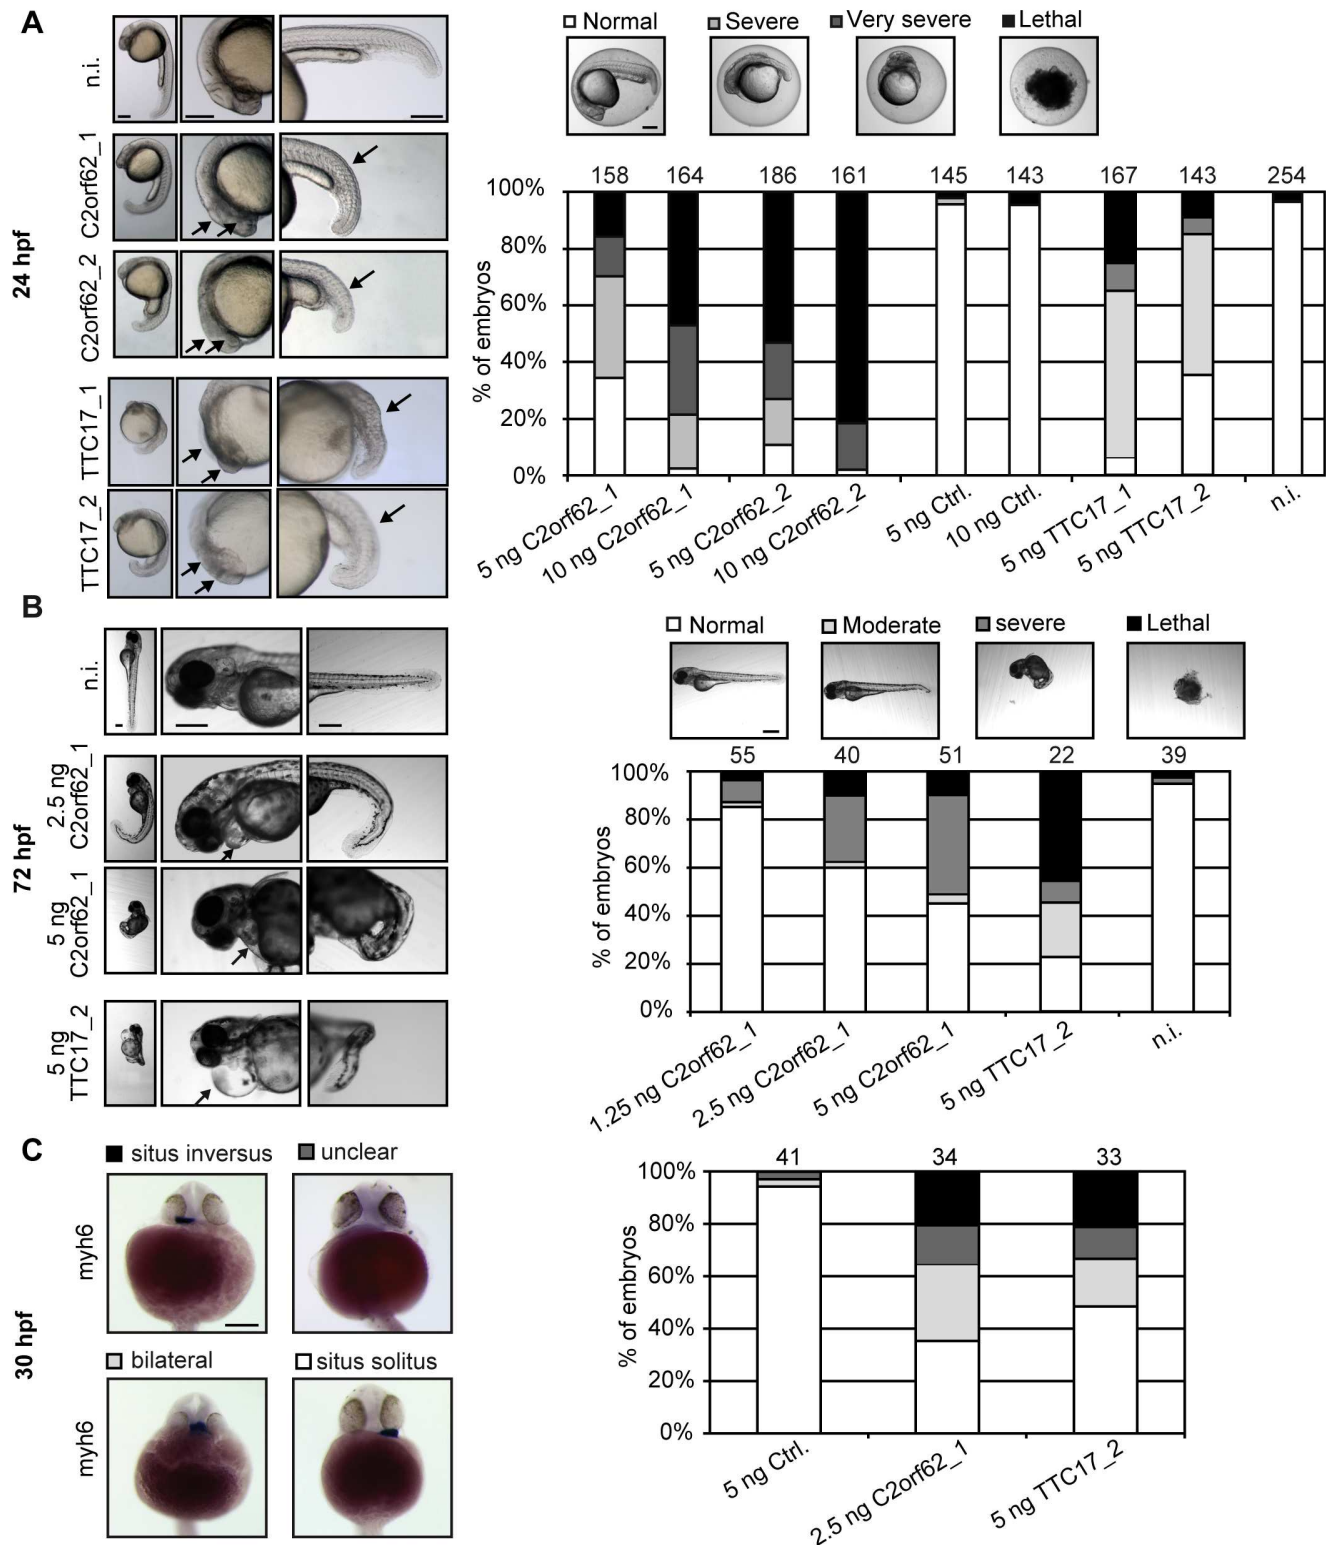 A
n.i.
C2orf62_1
C2orf62_2
TTC17_1
TTC17_2
24 hpf
Normal
Severe
Very severe
Lethal
158 164 186 161 145 143 167 143 254
100%
80%
60%
40%
20%
0%
% of embryos
5 ng C2orf62_1
10 ng C2orf62_1
5 ng C2orf62_2
10 ng C2orf62_2
5 ng Ctrl.
10 ng Ctrl.
5 ng TTC17_1
5 ng TTC17_2
n.i.
B
n.i.
2.5 ng
C2orf62_1
5 ng
C2orf62_1
5 ng
TTC17_2
72 hpf
Normal
Moderate
severe
Lethal
55 40 51 22 39
100%
80%
60%
40%
20%
0%
% of embryos
1.25 ng C2orf62_1
2.5 ng C2orf62_1
5 ng C2orf62_1
5 ng TTC17_2
n.i.
C
situs inversus
unclear
myh6
bilateral
situs solitus
myh6
30 hpf
41 34 33
100%
80%
60%
40%
20%
0%
% of embryos
5 ng Ctrl.
2.5 ng C2orf62_1
5 ng TTC17_2